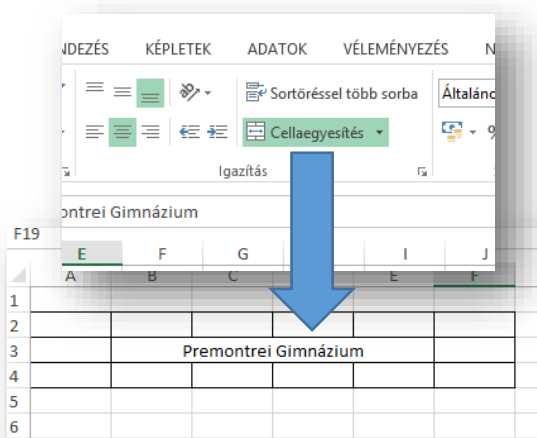 NDEZÉS KÉPLETEK ADATOK VÉLEMÉNYEZÉS N
Sortöréssel több sorba Általáno
Cellaegyesítés %
Igazítás
ontrei Gimnázium
F19
E F G I J
A B C E F
1
2
3 Premontrei Gimnázium
4
5
6